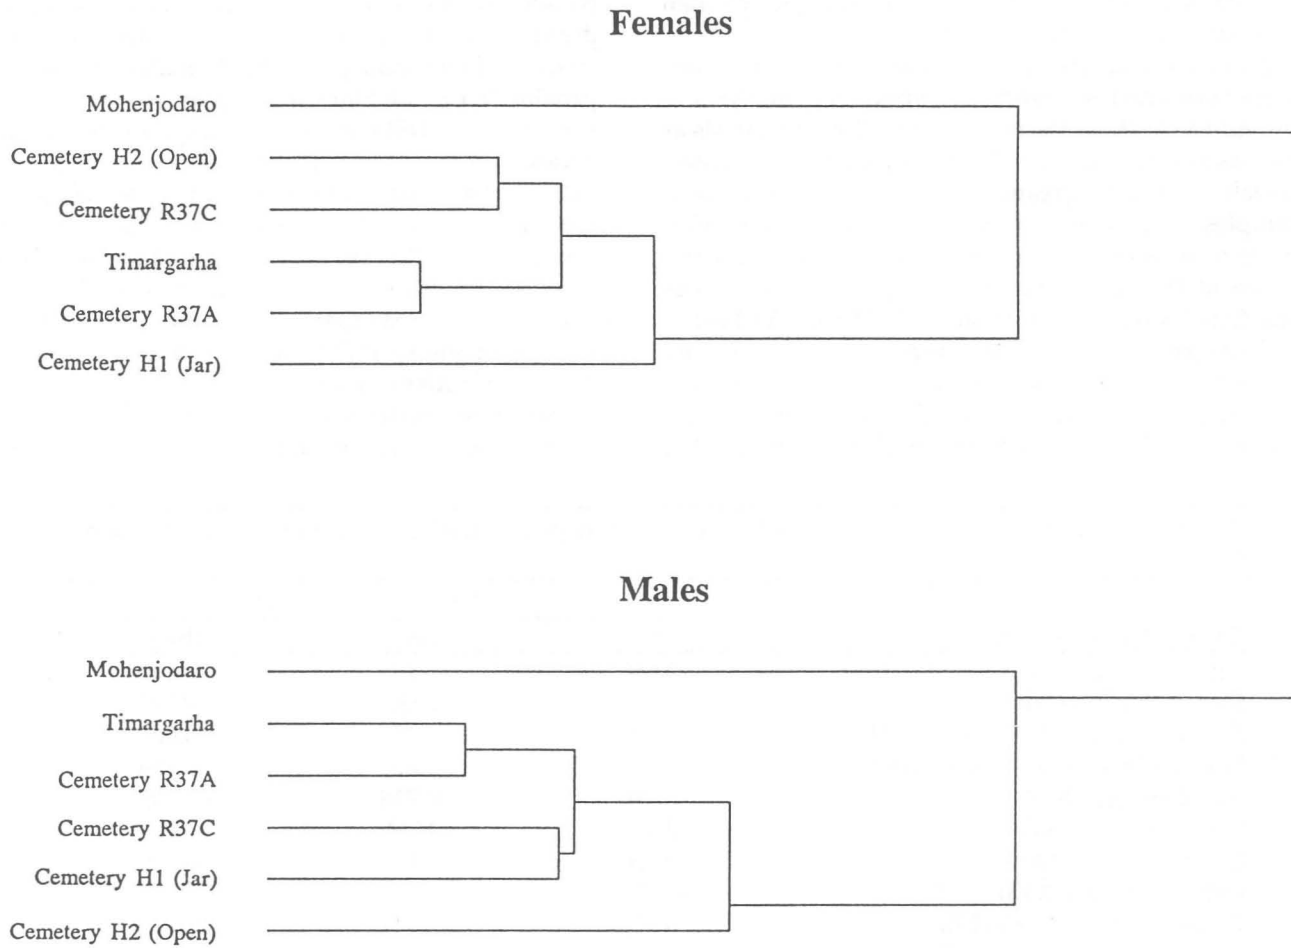 Females
Mohenjodaro
Cemetery H2 (Open)
Cemetery R37C
Timargarha
Cemetery R37A
Cemetery H1 (Jar)
Males
Mohenjodaro
Timargarha
Cemetery R37A
Cemetery R37C
Cemetery H1 (Jar)
Cemetery H2 (Open)